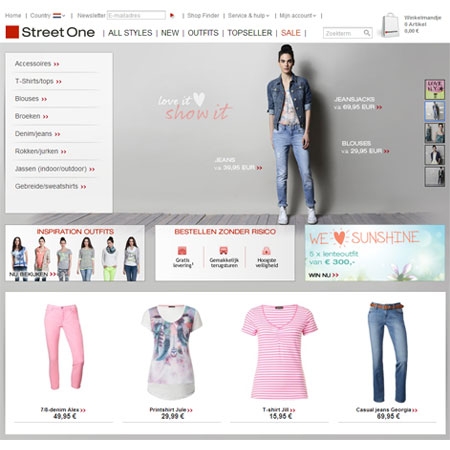 Home | Country | Newsletter E-mailadres | Shop Finder | Service & hulp | Mijn account
Winkelmandje
0 Artikel
0,00 €
Street One | ALL STYLES | NEW | OUTFITS | TOPSELLER | SALE |
Zoekterm
Accessoires >>
T-Shirts/tops >>
Blouses >>
Broeken >>
Denim/jeans >>
Rokken/jurken >>
Jassen (indoor/outdoor) >>
Gebreide/sweatshirts >>
love it
show it
JEANSJACKS
v.a. 69,95 EUR >>
BLOUSES
v.a. 29,95 EUR >>
JEANS
v.a. 39,95 EUR >>
INSPIRATION OUTFITS
NU BEKIJKEN >>
BESTELLEN ZONDER RISICO
Gratis levering
Gemakkelijk terugsturen
Hoogste veiligheid
WE SUNSHINE
5 x lenteoutfit
van € 300,-
WIN NU >>
7/8-denim Alex >>
49,95 €
Printshirt Jule >>
29,99 €
T-shirt Jill >>
15,95 €
Casual jeans Georgia >>
69,95 €